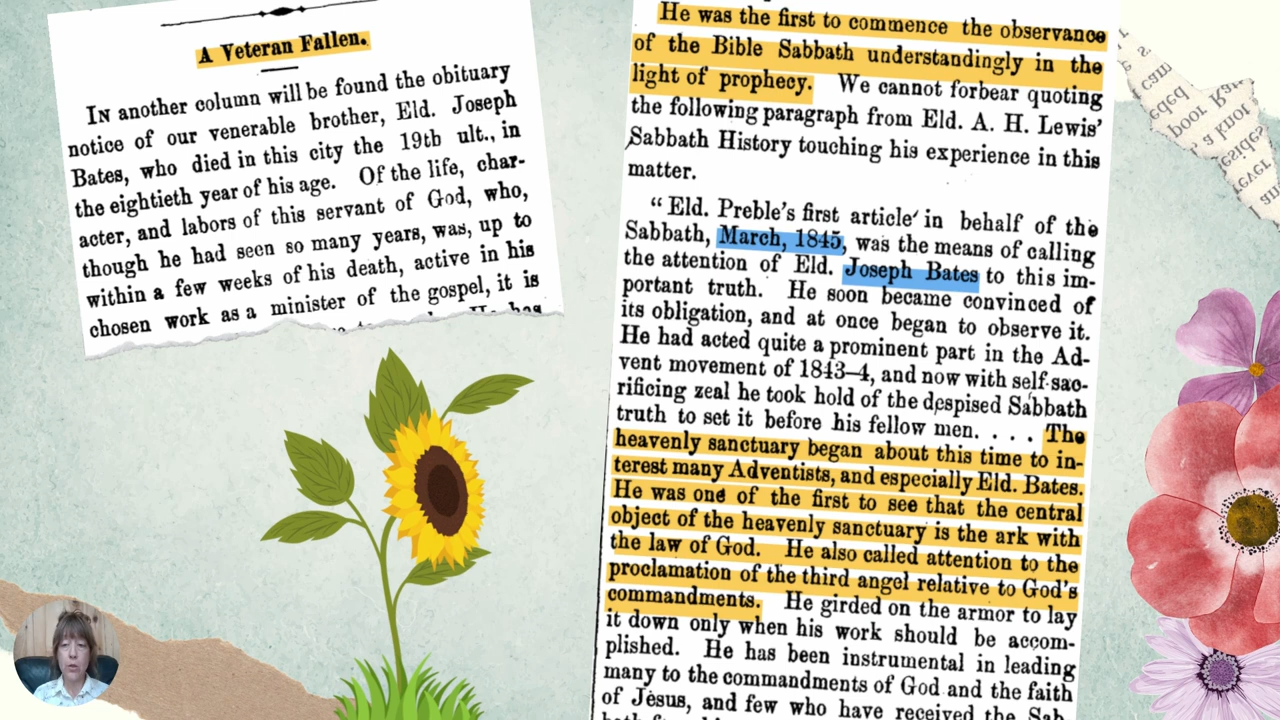 A Veteran Fallen.
IN another column will be found the obituary
notice of our venerable brother, Eld. Joseph
Bates, who died in this city the 19th ult., in
the eightieth year of his age. Of the life, char-
acter, and labors of this servant of God, who,
though he had seen so many years, was, up to
within a few weeks of his death, active in his
chosen work as a minister of the gospel, it is
He has
He was the first to commence the observance
of the Bible Sabbath understandingly in the
light of prophecy. We cannot forbear quoting
the following paragraph from Eld. A. H. Lewis'
Sabbath History touching his experience in this
matter.
"Eld. Preble's first article in behalf of the
Sabbath, March, 1845, was the means of calling
the attention of Eld. Joseph Bates to this im-
portant truth. He soon became convinced of
its obligation, and at once began to observe it.
He had acted quite a prominent part in the Ad-
vent movement of 1843–4, and now with self-sac-
rificing zeal he took hold of the despised Sabbath
truth to set it before his fellow men. . . . The
heavenly sanctuary began about this time to in-
terest many Adventists, and especially Eld. Bates.
He was one of the first to see that the central
object of the heavenly sanctuary is the ark with
the law of God. He also called attention to the
proclamation of the third angel relative to God's
commandments. He girded on the armor to lay
it down only when his work should be accom-
plished. He has been instrumental in leading
many to the commandments of God and the faith
of Jesus, and few who have received the Sab-